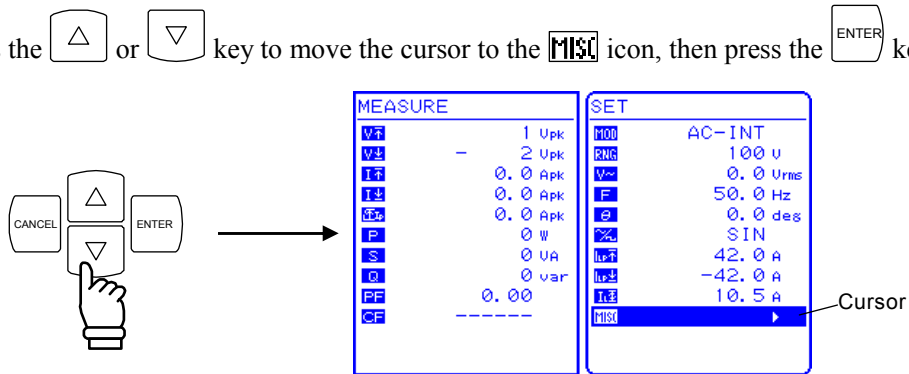 the △ or ▽ key to move the cursor to the MISC icon, then press the ENTER
CANCEL △ ▽ ENTER
MEASURE
V 1 Vpk
V - 2 Vpk
I 0.0 Apk
I 0.0 Apk
0.0 Apk
P 0 W
S 0 VA
Q 0 var
PF 0.00
CF ------
SET
MOD AC-INT
RNG 100 V
V~ 0.0 Vrms
F 50.0 Hz
θ 0.0 deg
SIN
42.0 A
-42.0 A
10.5 A
MISC ▶
Cursor